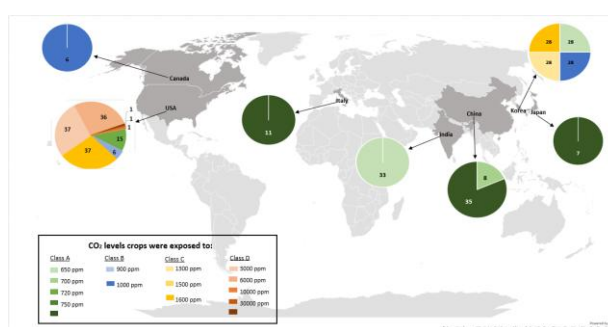 28 28
28 28
6
Canada
36
1
1
1
37
15
USA
6
37
11
Italy
Korea
Japan
China
India
33
7
8
35
CO₂ levels crops were exposed to:
Class A Class B Class C Class D
650 ppm 900 ppm 1300 ppm 3000 ppm
700 ppm 1000 ppm 1500 ppm 6000 ppm
720 ppm 1600 ppm 10000 ppm
750 ppm 30000 ppm